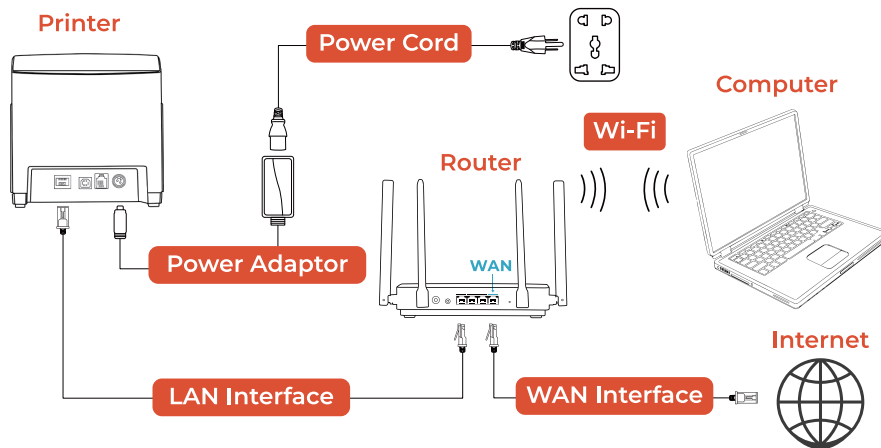 Printer
Power Cord
Computer
Wi-Fi
Router
Power Adaptor
WAN
Internet
LAN Interface
WAN Interface